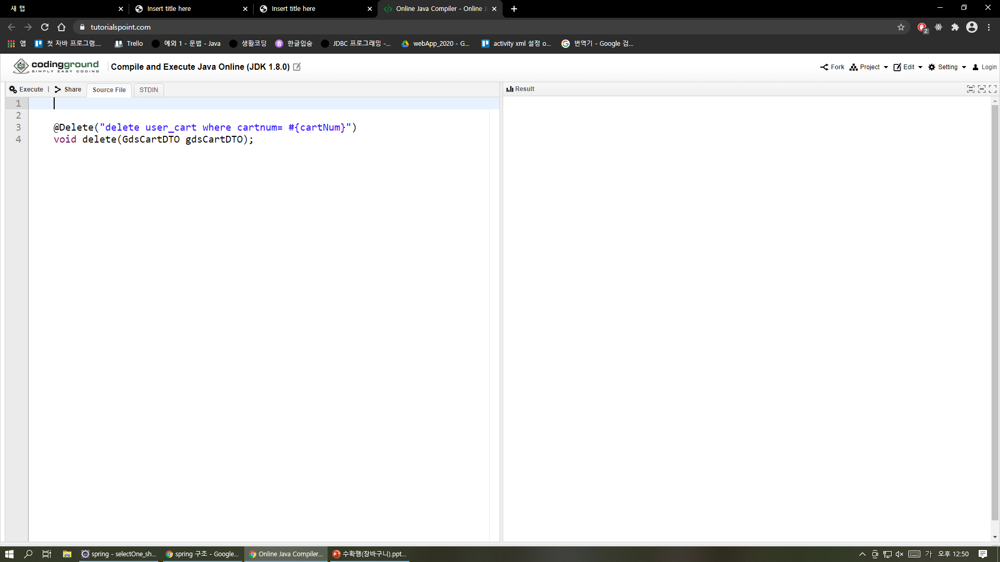 새 탭
Insert title here
Insert title here
Online Java Compiler - Online J
tutorialspoint.com
2
앱
첫 자바 프로그램....
Trello
예외 1 - 문법 - Java
생활코딩
한글입숨
JDBC 프로그래밍 -...
webApp_2020 - G...
activity xml 설정 o...
번역기 - Google 검...
codingground
SIMPLY EASY CODING
Compile and Execute Java Online (JDK 1.8.0)
Fork
Project
Edit
Setting
Login
Execute | Share
Source File
STDIN
Result
1
2
3 @Delete("delete user_cart where cartnum= #{cartNum}")
4 void delete(GdsCartDTO gdsCartDTO);
spring - selectOne_sh...
spring 구조 - Google...
Online Java Compiler...
수확행(장바구니).ppt...
가
오후 12:50